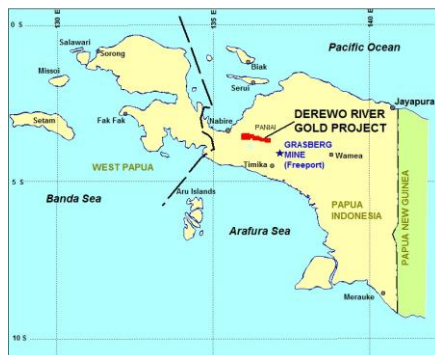 0 S
130
135
140
Salawari
Sorong
Missoi
Pacific Ocean
Biak
Serui
Jayapura
Setam
Fak Fak
Nabire
PANIAI
DEREWO RIVER
GOLD PROJECT
GRASBERG
MINE
(Freeport)
WEST PAPUA
Timika
Wamea
5 S
Banda Sea
Aru Islands
Arafura Sea
PAPUA
INDONESIA
PAPUA NEW GUINEA
Merauke
10 S